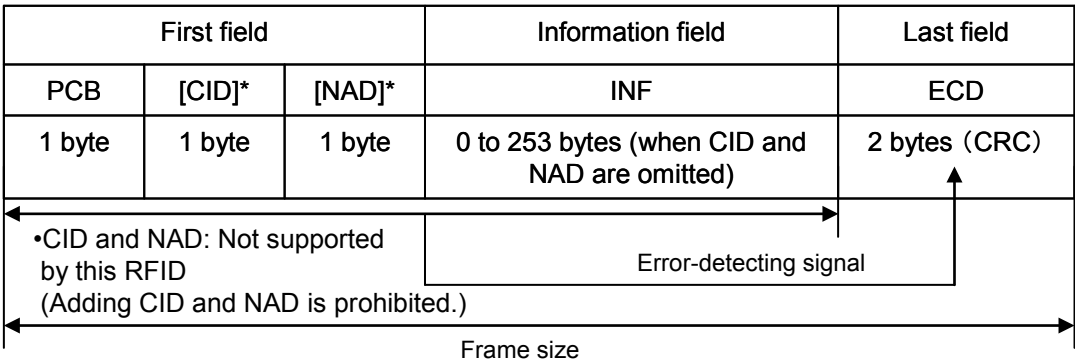 First field Information field Last field
PCB [CID]* [NAD]* INF ECD
1 byte 1 byte 1 byte 0 to 253 bytes (when CID and NAD are omitted) 2 bytes (CRC)
•CID and NAD: Not supported
by this RFID
(Adding CID and NAD is prohibited.)
Error-detecting signal
Frame size